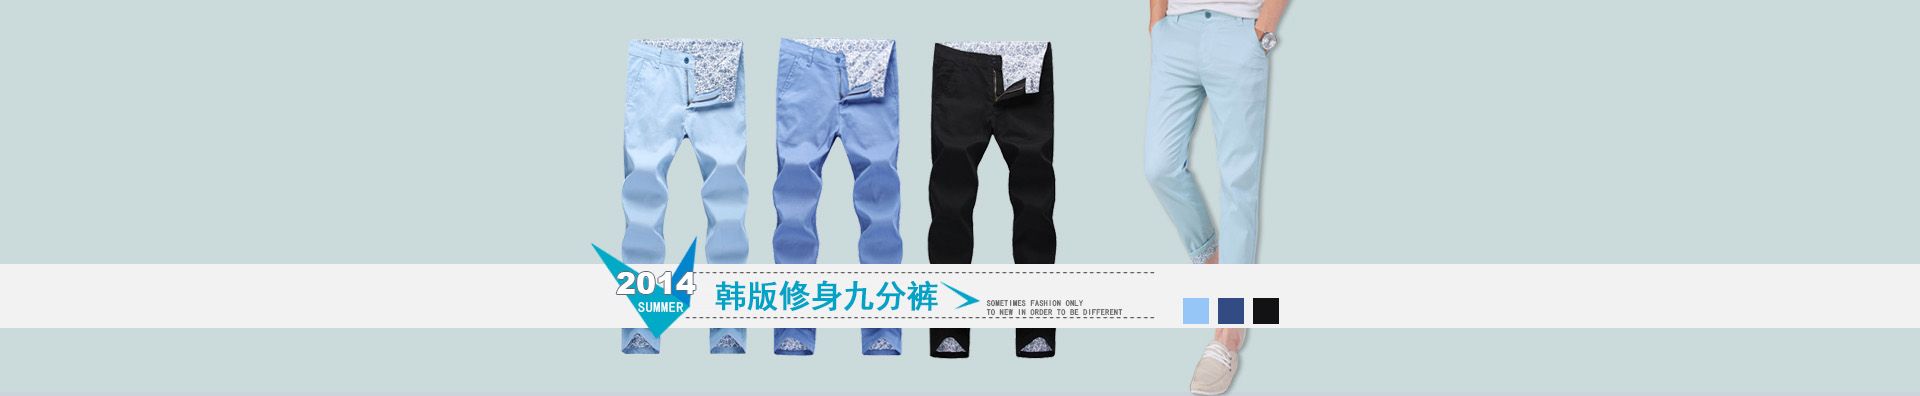 2014
SUMMER
韩版修身九分裤
SOMETIMES FASHION ONLY
TO NEW IN ORDER TO BE DIFFERENT